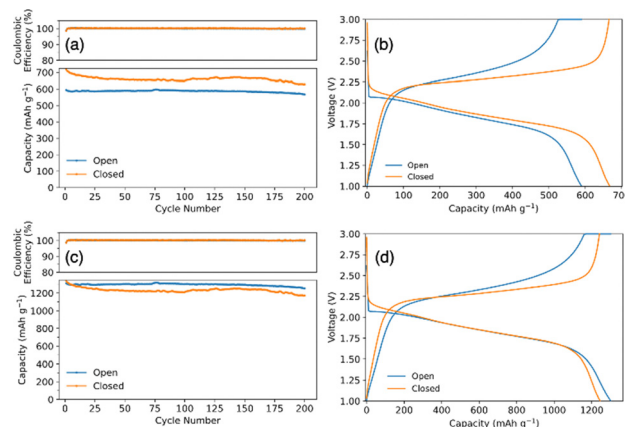 Coulombic
Efficiency (%)
100
90
80
(a)
Capacity (mAh g⁻¹)
700
600
500
400
300
200
100
0
Open
Closed
0 25 50 75 100 125 150 175 200
Cycle Number
(b)
Voltage (V)
3.00
2.75
2.50
2.25
2.00
1.75
1.50
1.25
1.00
Open
Closed
0 100 200 300 400 500 600 70
Capacity (mAh g⁻¹)
Coulombic
Efficiency (%)
100
90
80
(c)
Capacity (mAh g⁻¹)
1200
1000
800
600
400
200
0
Open
Closed
0 25 50 75 100 125 150 175 200
Cycle Number
(d)
Voltage (V)
3.00
2.75
2.50
2.25
2.00
1.75
1.50
1.25
1.00
Open
Closed
0 200 400 600 800 1000 1200
Capacity (mAh g⁻¹)